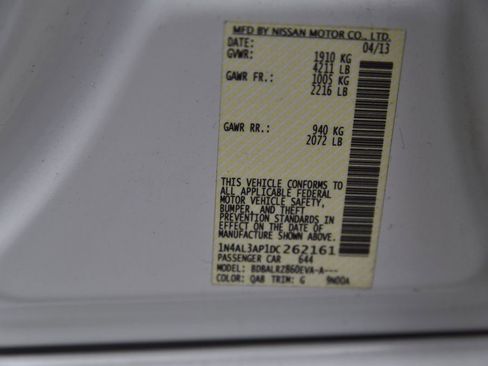 MFD BY NISSAN MOTOR CO., LTD.
DATE: 04/13
GVWR: 1910 KG
4211 LB
GAWR FR.: 1005 KG
2216 LB
GAWR RR.: 940 KG
2072 LB
THIS VEHICLE CONFORMS TO
ALL APPLICABLE FEDERAL
MOTOR VEHICLE SAFETY,
BUMPER, AND THEFT
PREVENTION STANDARDS IN
EFFECT ON THE DATE OF
MANUFACTURE SHOWN ABOVE.
1N4AL3AP1DC262161
PASSENGER CAR 644
MODEL: BDBALRZ860EVA-A---
COLOR: QAB TRIM: G